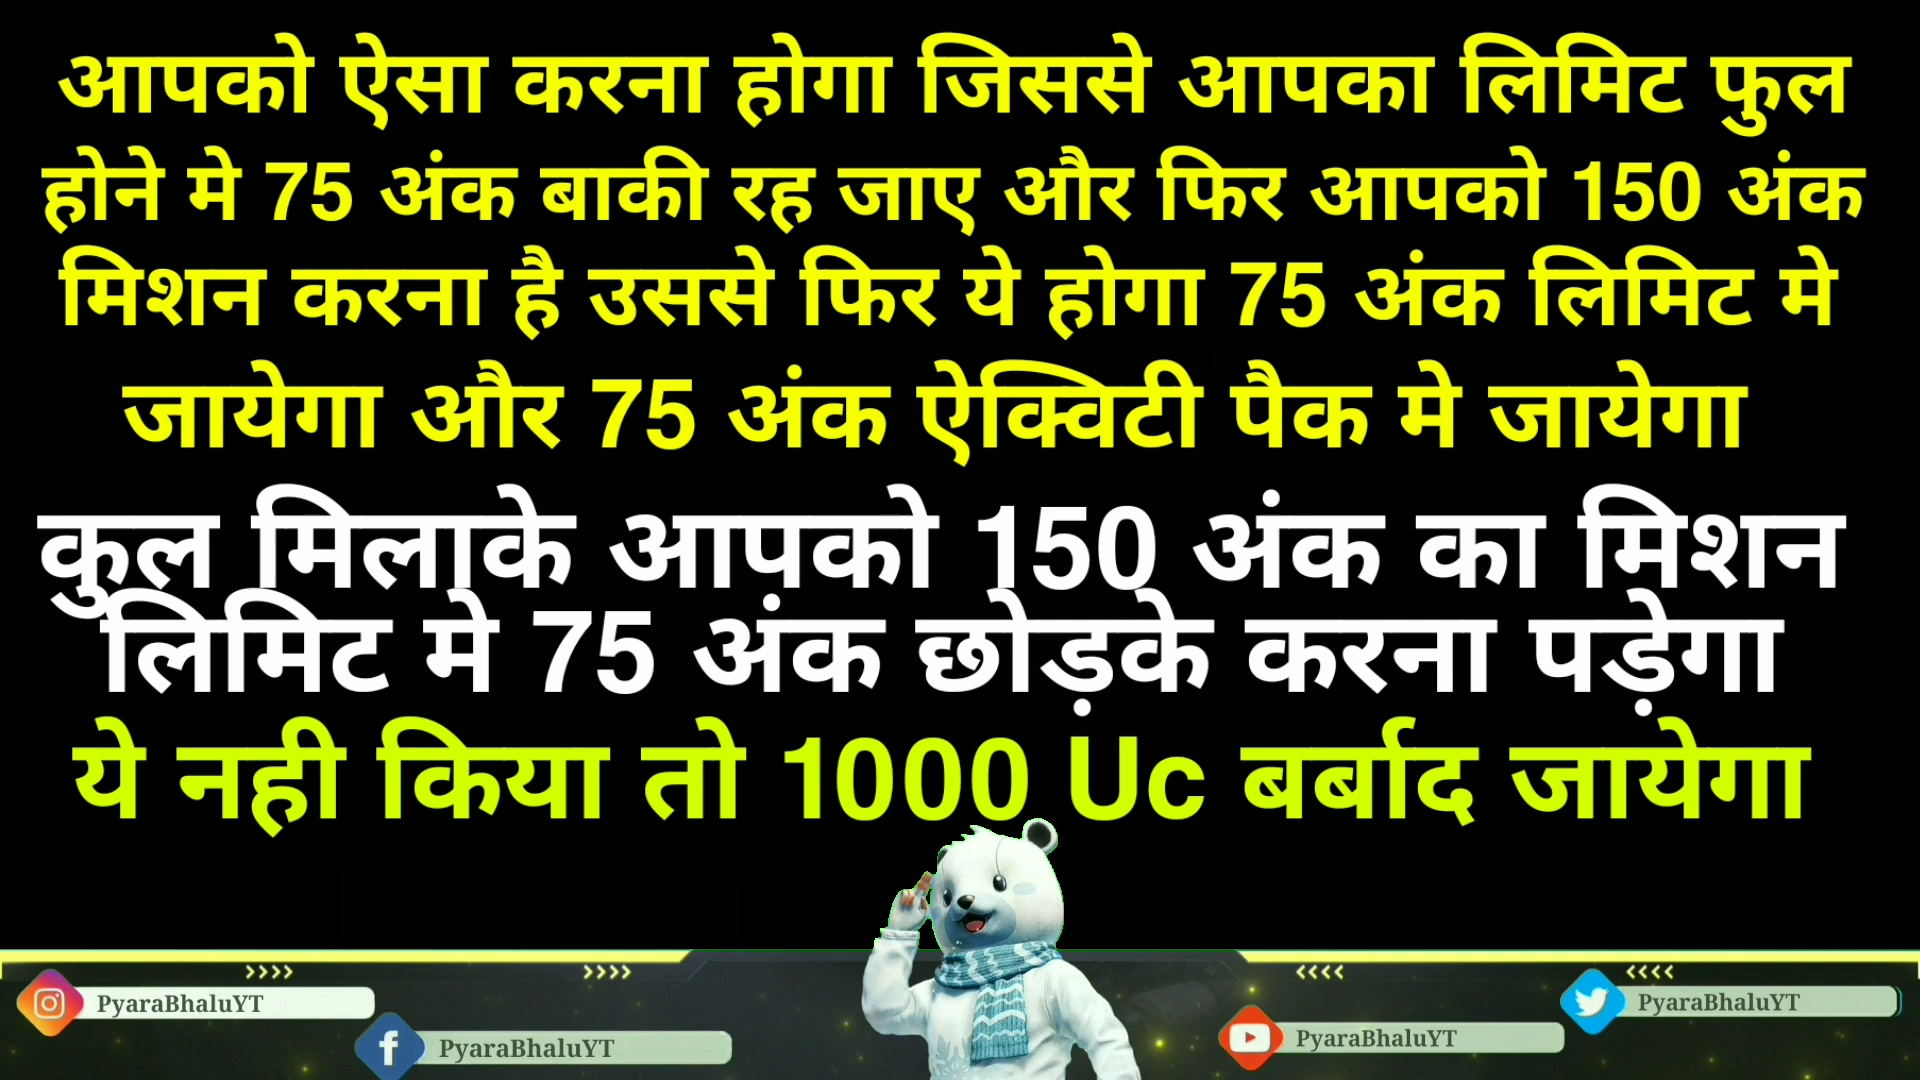 आपको ऐसा करना होगा जिससे आपका लिमिट फुल
होने मे 75 अंक बाकी रह जाए और फिर आपको 150 अंक
मिशन करना है उससे फिर ये होगा 75 अंक लिमिट मे
जायेगा और 75 अंक ऐक्विटी पैक मे जायेगा
कुल मिलाके आपको 150 अंक का मिशन
लिमिट मे 75 अंक छोड़के करना पड़ेगा
ये नही किया तो 1000 Uc बर्बाद जायेगा
PyaraBhaluYT
PyaraBhaluYT
PyaraBhaluYT
PyaraBhaluYT